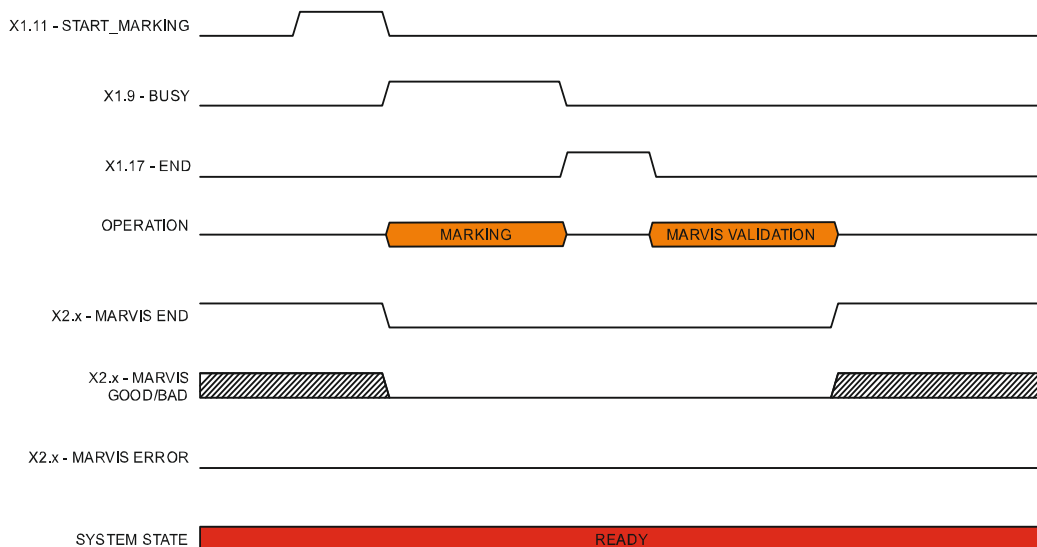 X1.11 - START_MARKING
X1.9 - BUSY
X1.17 - END
OPERATION
MARKING
MARVIS VALIDATION
X2.x - MARVIS END
X2.x - MARVIS
GOOD/BAD
X2.x - MARVIS ERROR
SYSTEM STATE
READY